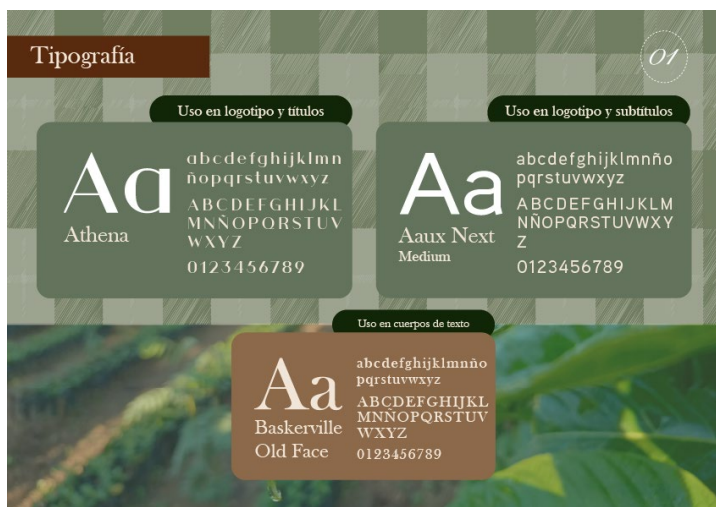 Tipografía
01
Uso en logotipo y títulos
Aa
Athena
abcdefghijklmn
ñopqrstuvwxyz
ABCDEFGHIJKL
MNÑOPQRSTUV
WXYZ
0123456789
Uso en logotipo y subtítulos
Aa
Aaux Next
Medium
abcdefghijklmnño
pqrstuvwxyz
ABCDEFGHIJKLM
NÑOPQRSTUVWXY
Z
0123456789
Uso en cuerpos de texto
Aa
Baskerville
Old Face
abcdefghijklmnño
pqrstuvwxyz
ABCDEFGHIJKL
MNÑOPQRSTUV
WXYZ
0123456789